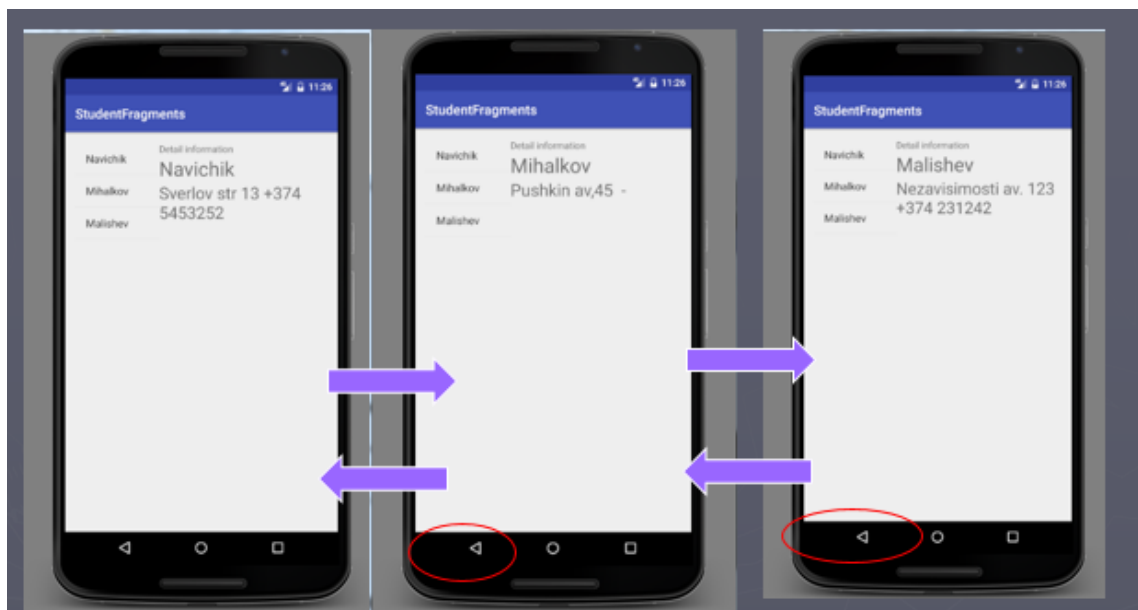 11:26
StudentFragments
Navichik
Mihalkov
Malishev
Detail information
Navichik
Sverlov str 13 +374
5453252
11:26
StudentFragments
Navichik
Mihalkov
Malishev
Detail information
Mihalkov
Pushkin av,45 -
11:26
StudentFragments
Navichik
Mihalkov
Malishev
Detail information
Malishev
Nezavisimosti av. 123
+374 231242